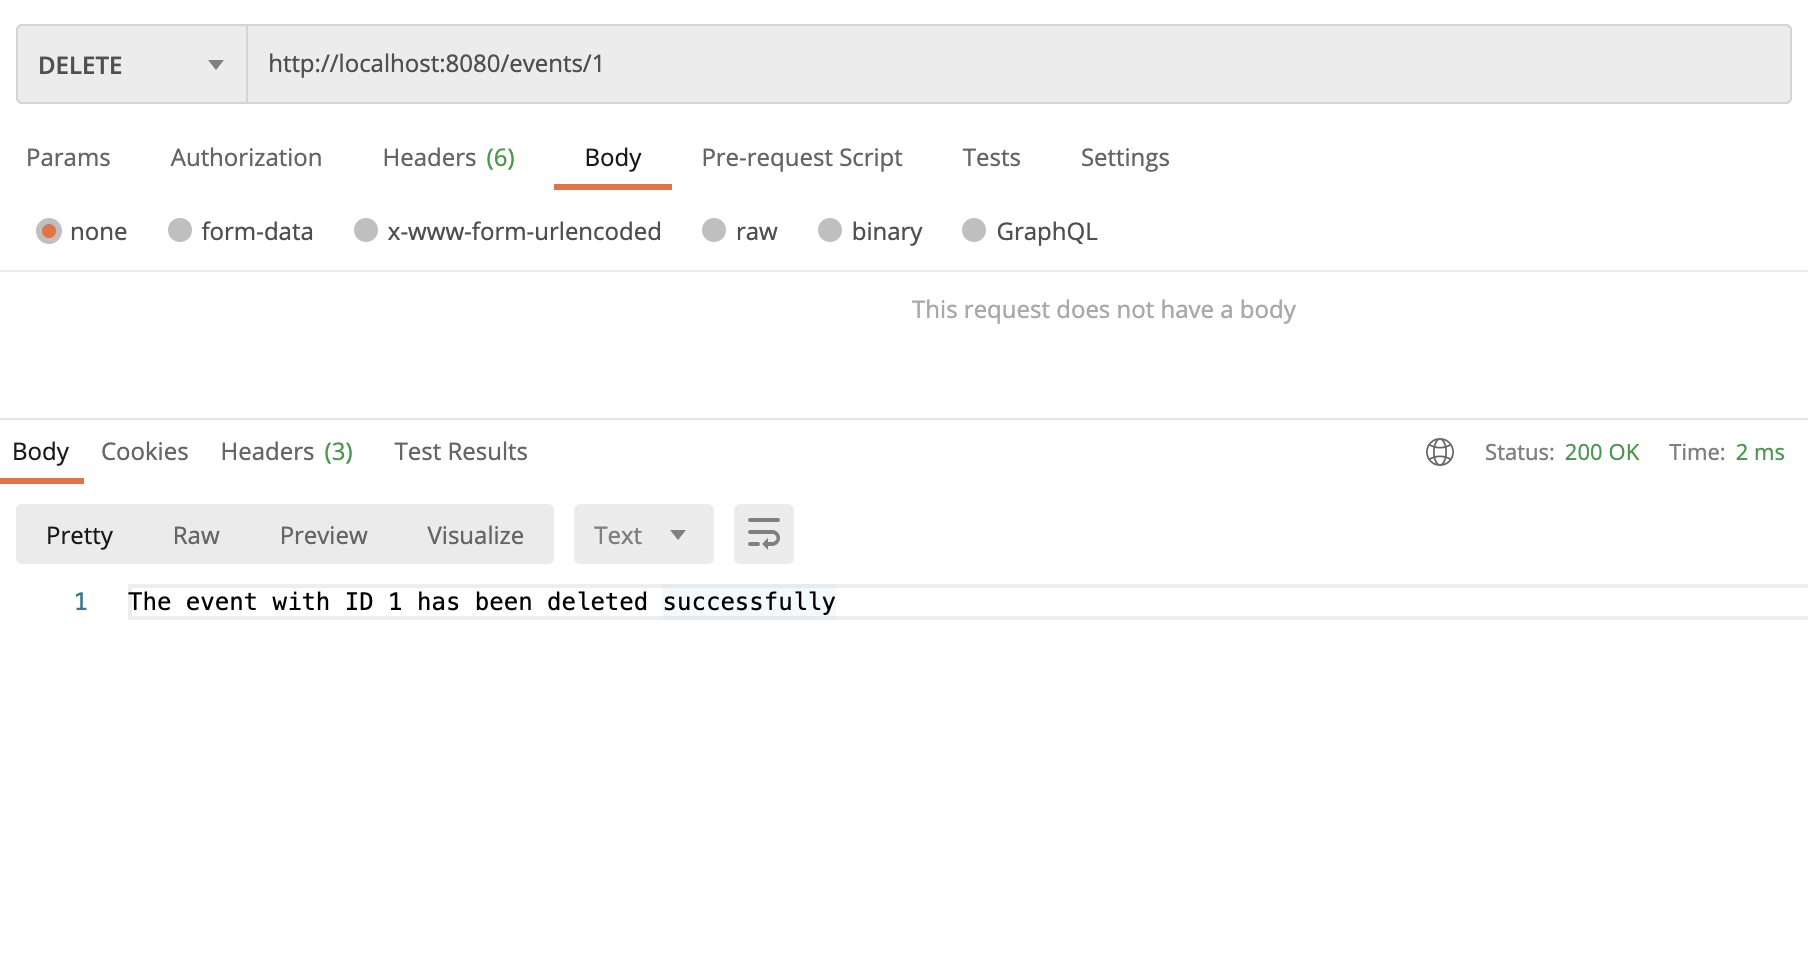 DELETE http://localhost:8080/events/1
Params Authorization Headers (6) Body Pre-request Script Tests Settings
none form-data x-www-form-urlencoded raw binary GraphQL
This request does not have a body
Body Cookies Headers (3) Test Results Status: 200 OK Time: 2 ms
Pretty Raw Preview Visualize Text
1 The event with ID 1 has been deleted successfully